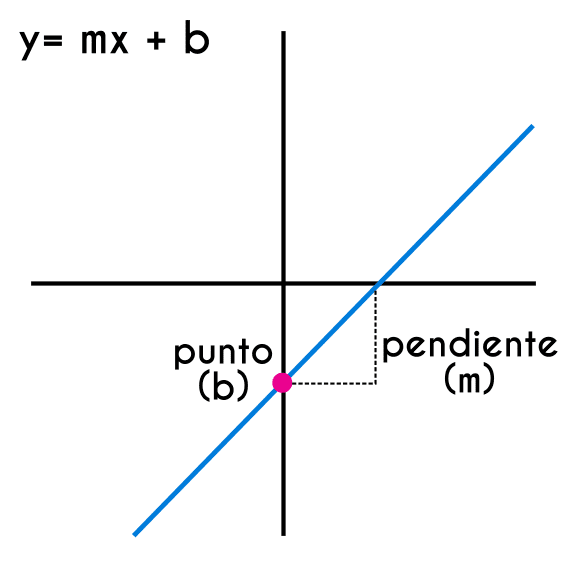 y= mx + b
punto
(b)
pendiente
(m)